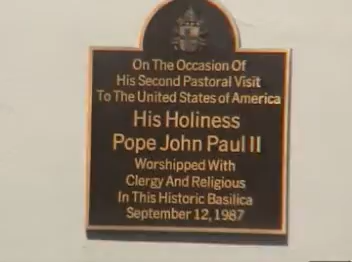 On The Occasion Of
His Second Pastoral Visit
To The United States of America
His Holiness
Pope John Paul II
Worshipped With
Clergy And Religious
In This Historic Basilica
September 12, 1987